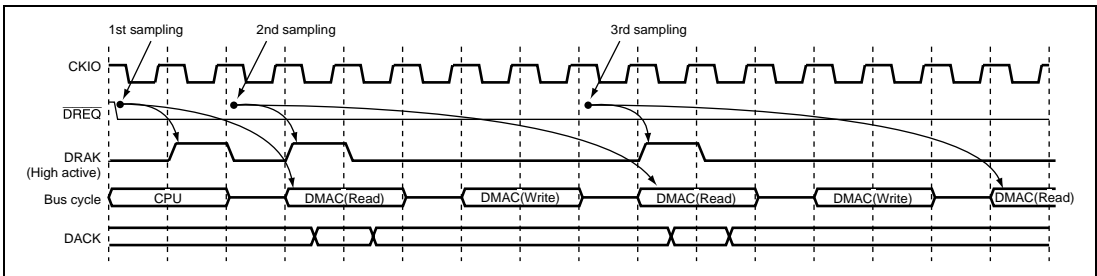 1st sampling
2nd sampling
3rd sampling
CKIO
DREQ
DRAK
(High active)
Bus cycle
CPU
DMAC(Read)
DMAC(Write)
DMAC(Read)
DMAC(Write)
DMAC(Read)
DACK